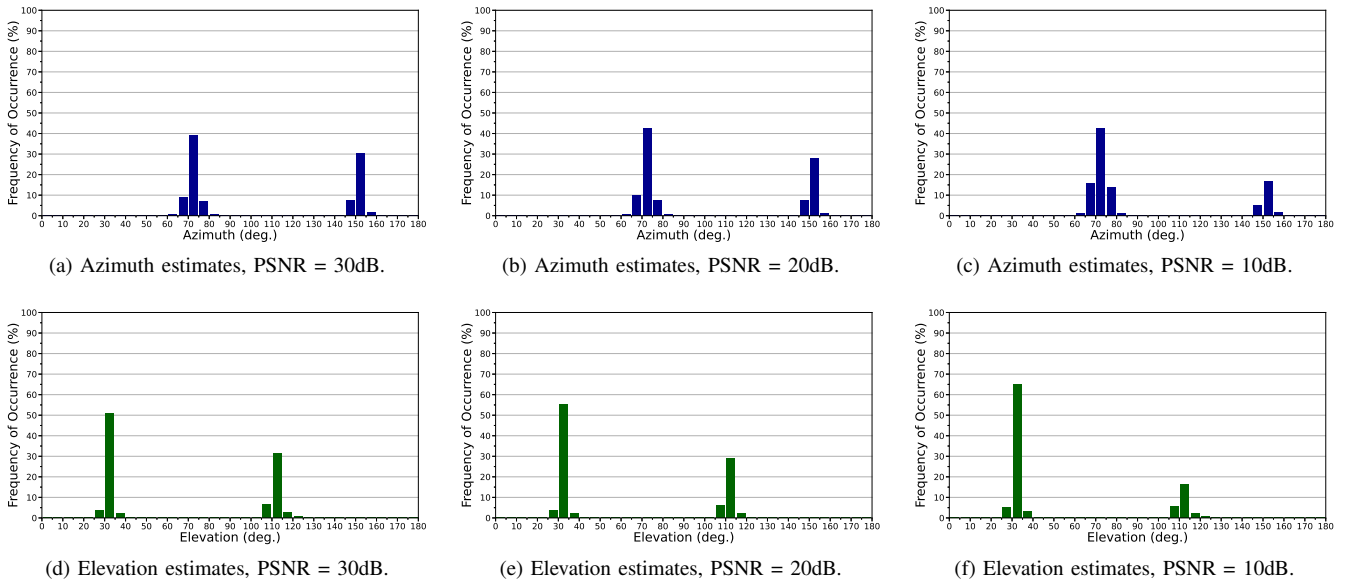 Frequency of Occurrence (%)
100
90
80
70
60
50
40
30
20
10
0
0 10 20 30 40 50 60 70 80 90 100 110 120 130 140 150 160 170 180
Azimuth (deg.)
(a) Azimuth estimates, PSNR = 30dB.
Frequency of Occurrence (%)
100
90
80
70
60
50
40
30
20
10
0
0 10 20 30 40 50 60 70 80 90 100 110 120 130 140 150 160 170 180
Azimuth (deg.)
(b) Azimuth estimates, PSNR = 20dB.
Frequency of Occurrence (%)
100
90
80
70
60
50
40
30
20
10
0
0 10 20 30 40 50 60 70 80 90 100 110 120 130 140 150 160 170 180
Azimuth (deg.)
(c) Azimuth estimates, PSNR = 10dB.
Frequency of Occurrence (%)
100
90
80
70
60
50
40
30
20
10
0
0 10 20 30 40 50 60 70 80 90 100 110 120 130 140 150 160 170 180
Elevation (deg.)
(d) Elevation estimates, PSNR = 30dB.
Frequency of Occurrence (%)
100
90
80
70
60
50
40
30
20
10
0
0 10 20 30 40 50 60 70 80 90 100 110 120 130 140 150 160 170 180
Elevation (deg.)
(e) Elevation estimates, PSNR = 20dB.
Frequency of Occurrence (%)
100
90
80
70
60
50
40
30
20
10
0
0 10 20 30 40 50 60 70 80 90 100 110 120 130 140 150 160 170 180
Elevation (deg.)
(f) Elevation estimates, PSNR = 10dB.